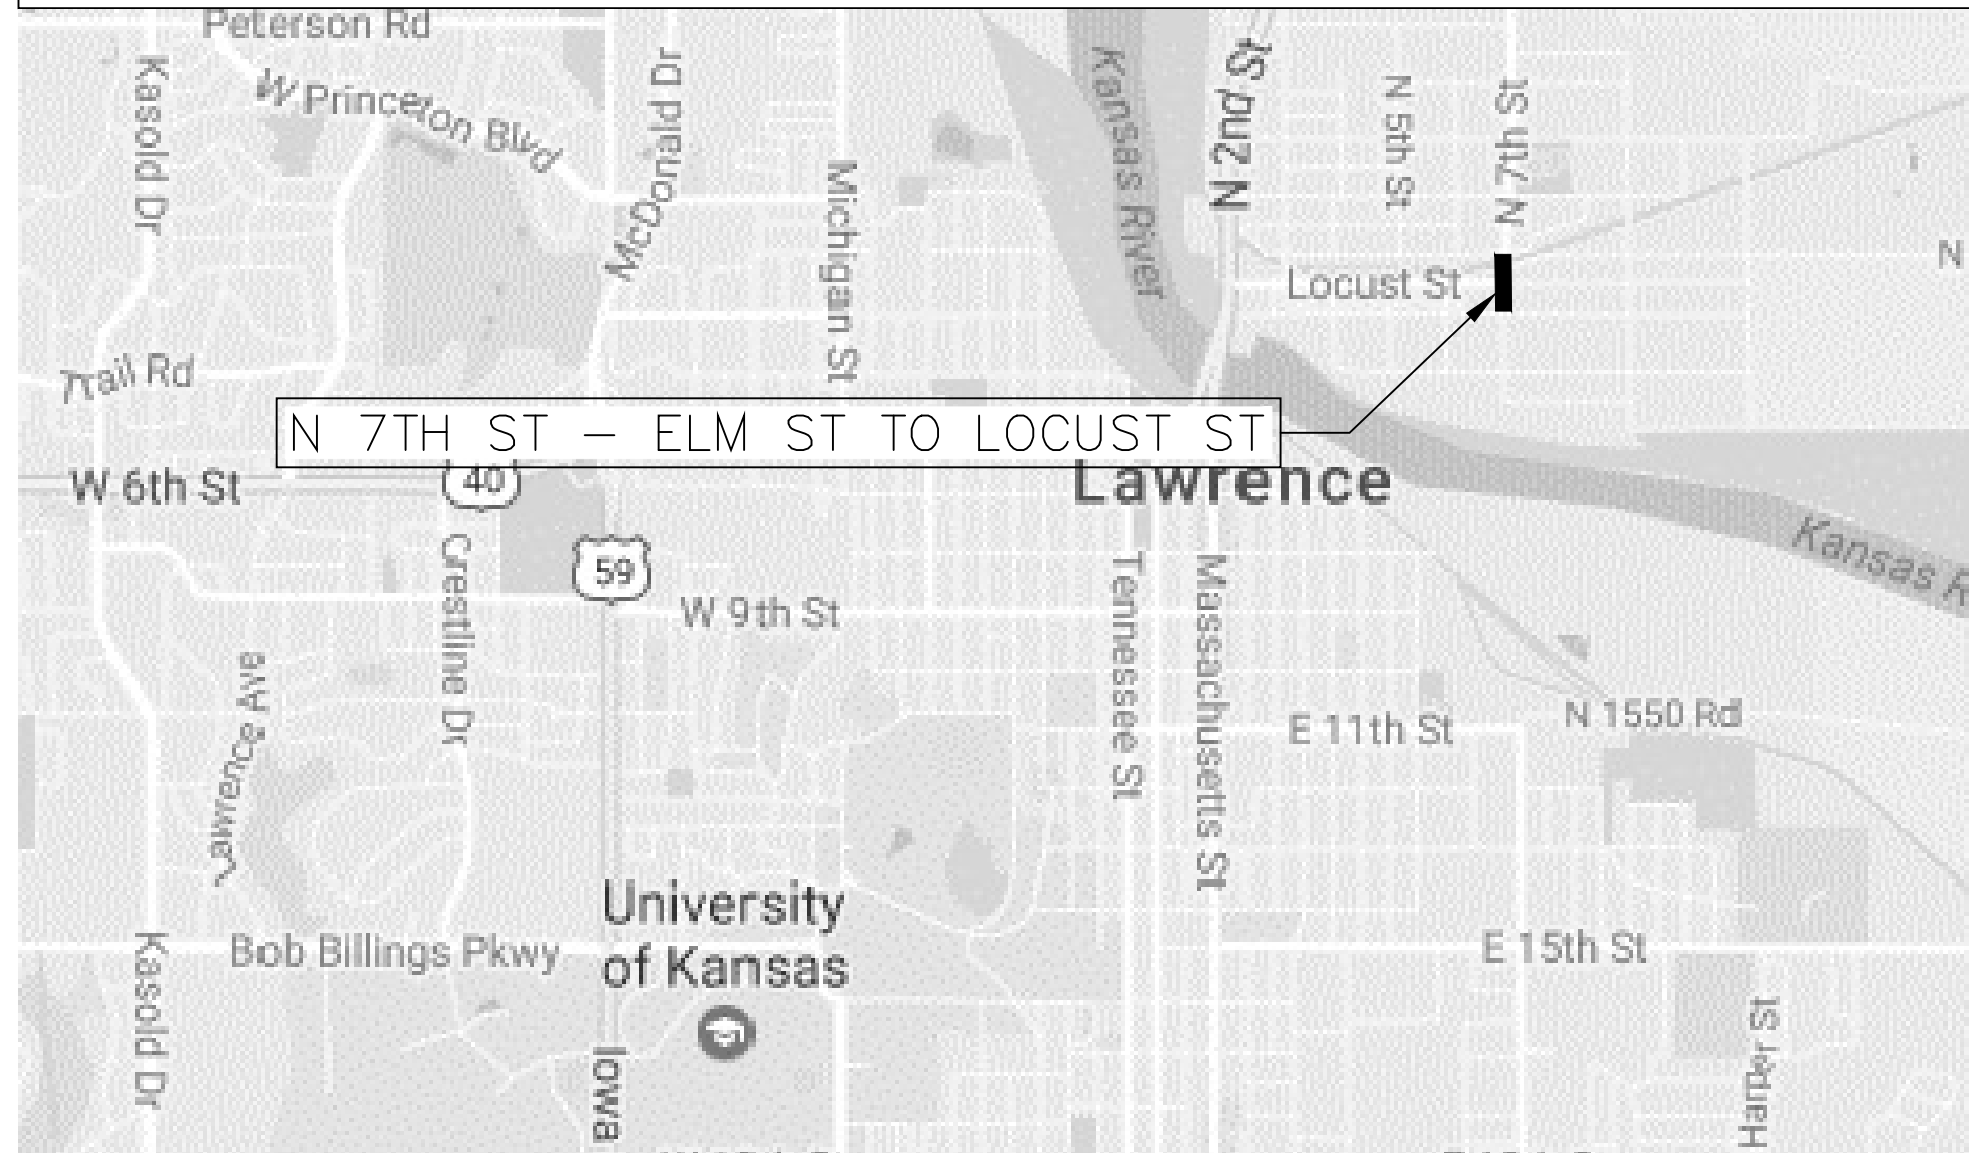 Peterson Rd
Kasold Dr
W Princeton Blvd
McDonald Dr
Michigan St
Kansas River
N 2nd St
N 5th St
N 7th St
N
Locust St
Trail Rd
N 7TH ST – ELM ST TO LOCUST ST
W 6th St
40
Lawrence
Kansas R
59
Crestline Dr
W 9th St
Tennessee St
Massachusetts St
Lawrence Ave
E 11th St
N 1550 Rd
University
of Kansas
Bob Billings Pkwy
E 15th St
Kasold Dr
Iowa
Harper St